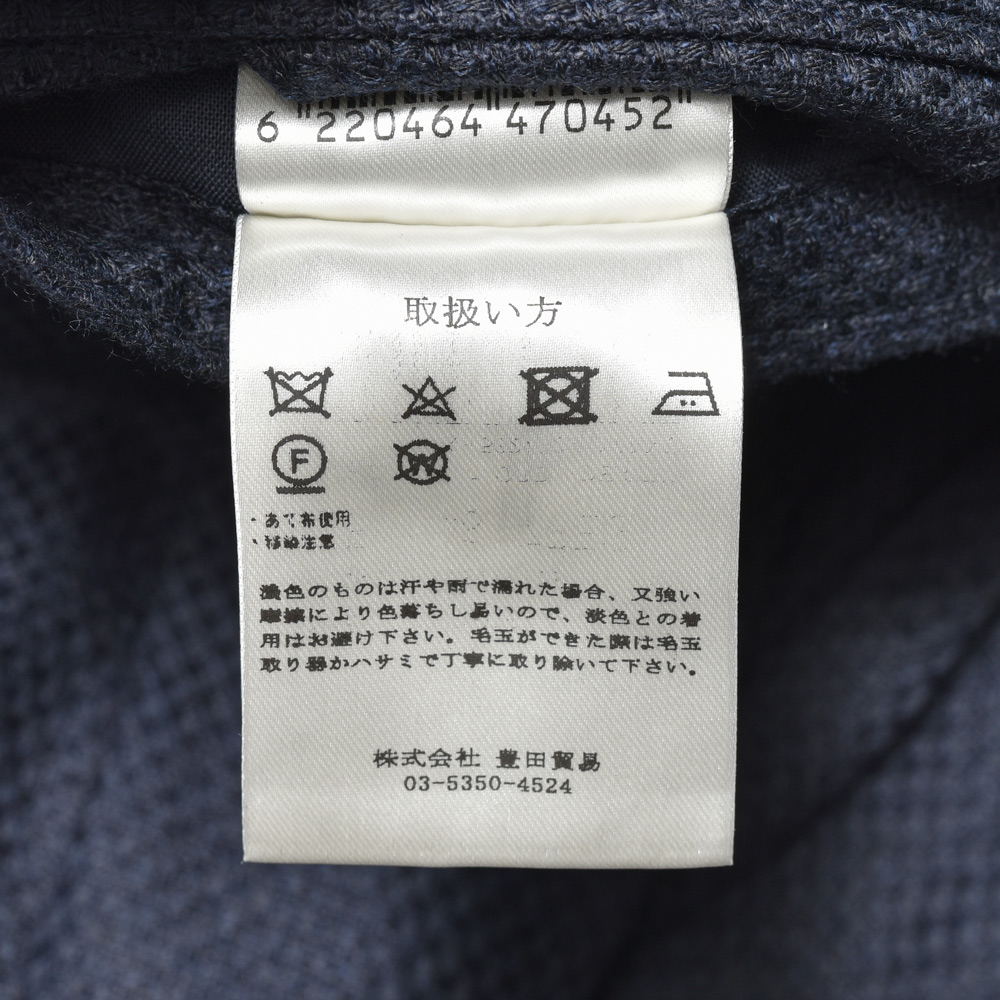 6 220464 470452
取扱い方
F
W
・あて布使用
・補助注意
濃色のものは汗や雨で濡れた場合、又強い
摩擦により色落ちし易いので、淡色との着
用はお避け下さい。毛玉ができた際は毛玉
取り器かハサミで丁寧に取り除いて下さい。
株式会社 豊田貿易
03-5350-4524